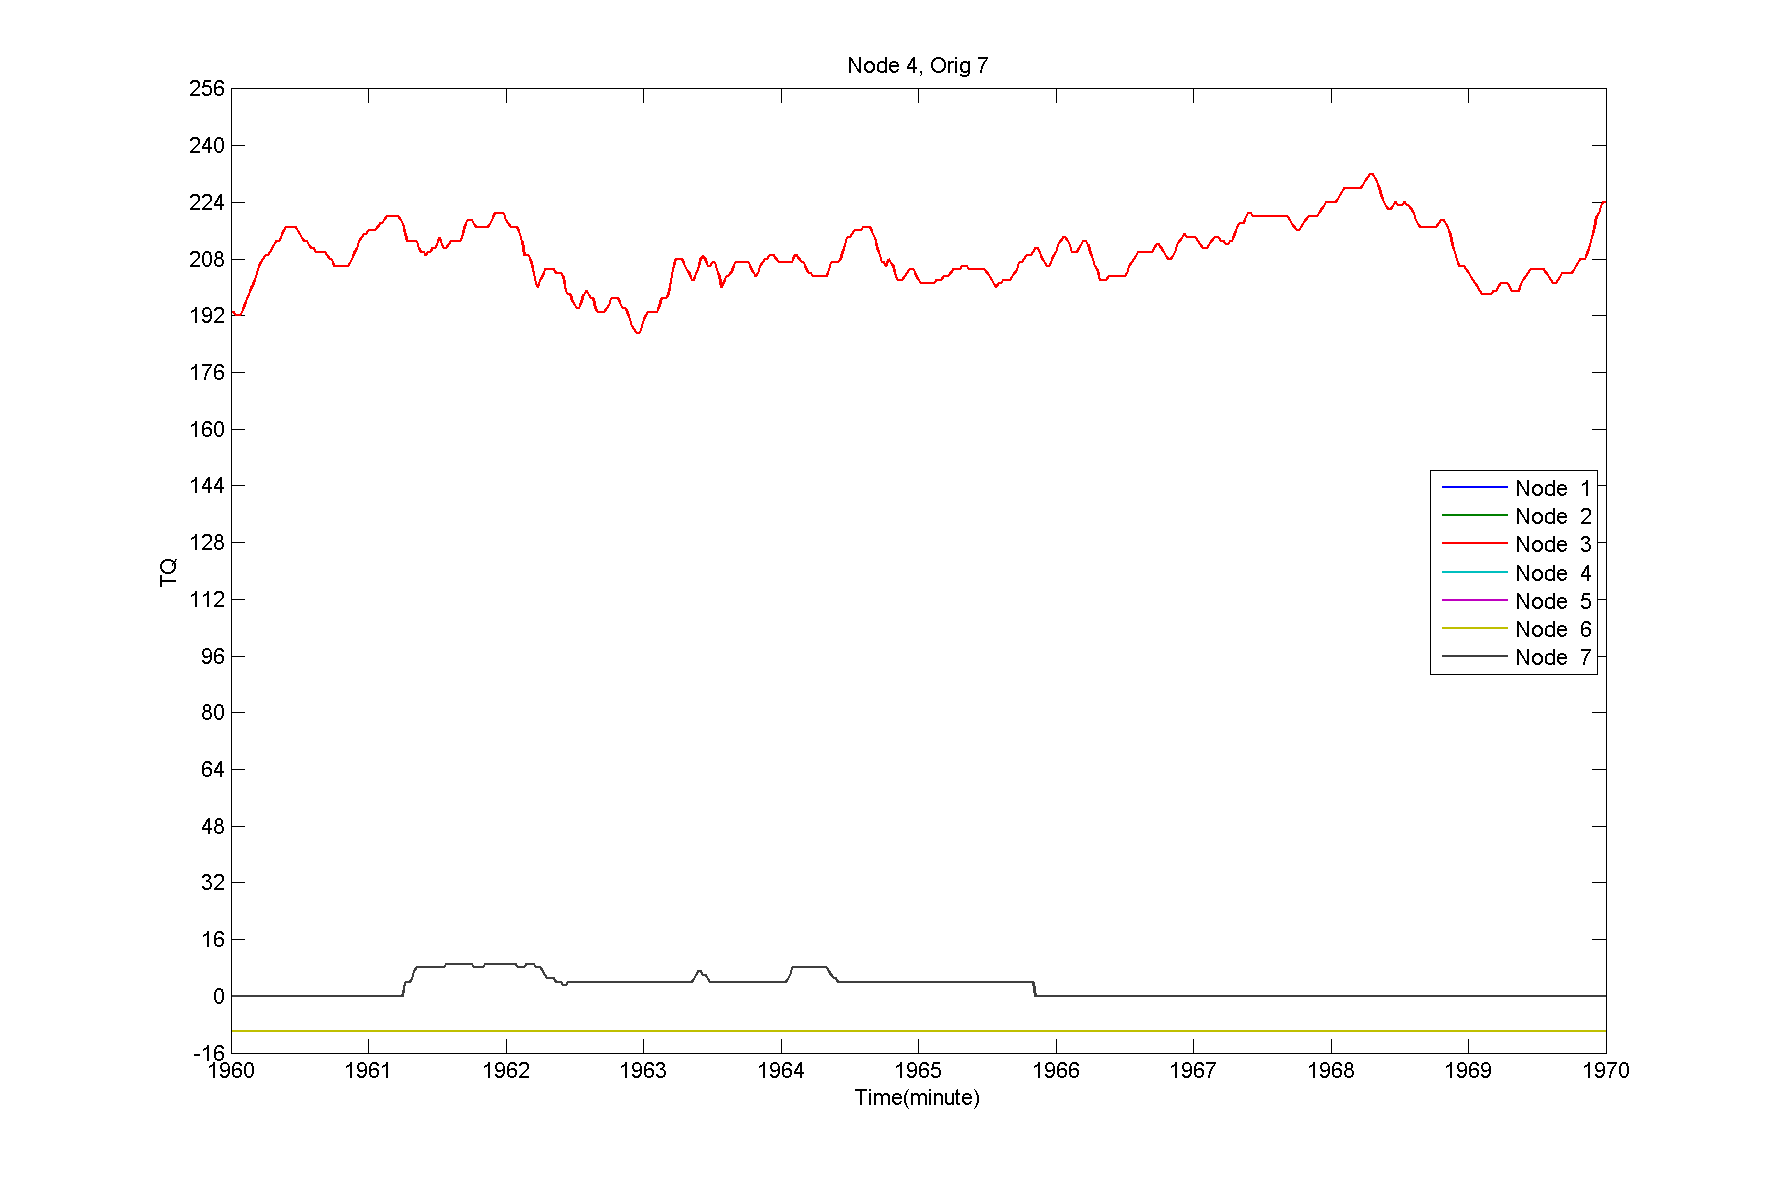 Node 4, Orig 7
256
240
224
208
192
176
160
144
128
112
96
80
64
48
32
16
0
-16
TQ
Node 1
Node 2
Node 3
Node 4
Node 5
Node 6
Node 7
1960 1961 1962 1963 1964 1965 1966 1967 1968 1969 1970
Time(minute)